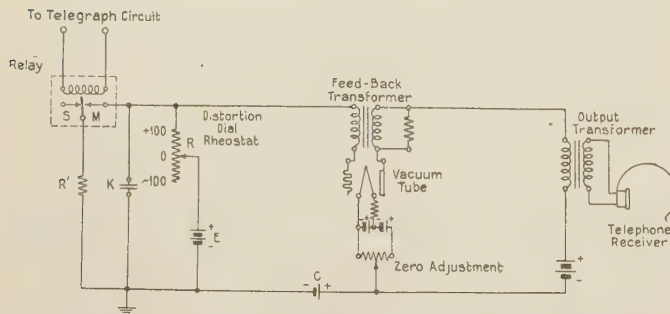 To Telegraph Circuit
Relay
S M
R'
K
+100
0
-100
R
Distortion
Dial
Rheostat
+
E
-
Feed-Back
Transformer
Vacuum
Tube
- + - +
Zero Adjustment
- C +
Output
Transformer
Telephone
Receiver
+
-